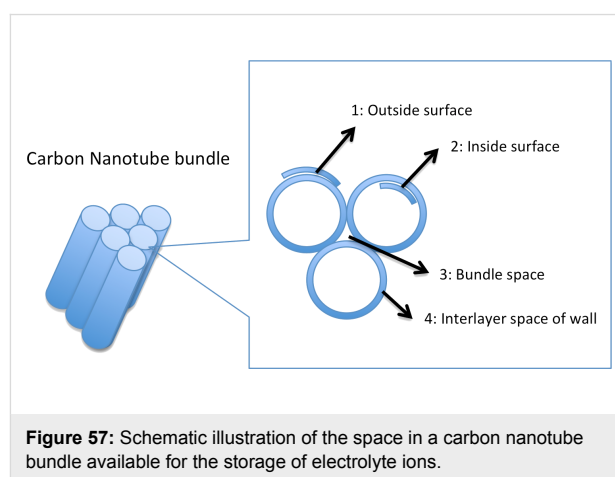 1: Outside surface
2: Inside surface
Carbon Nanotube bundle
3: Bundle space
4: Interlayer space of wall
Figure 57: Schematic illustration of the space in a carbon nanotube
bundle available for the storage of electrolyte ions.